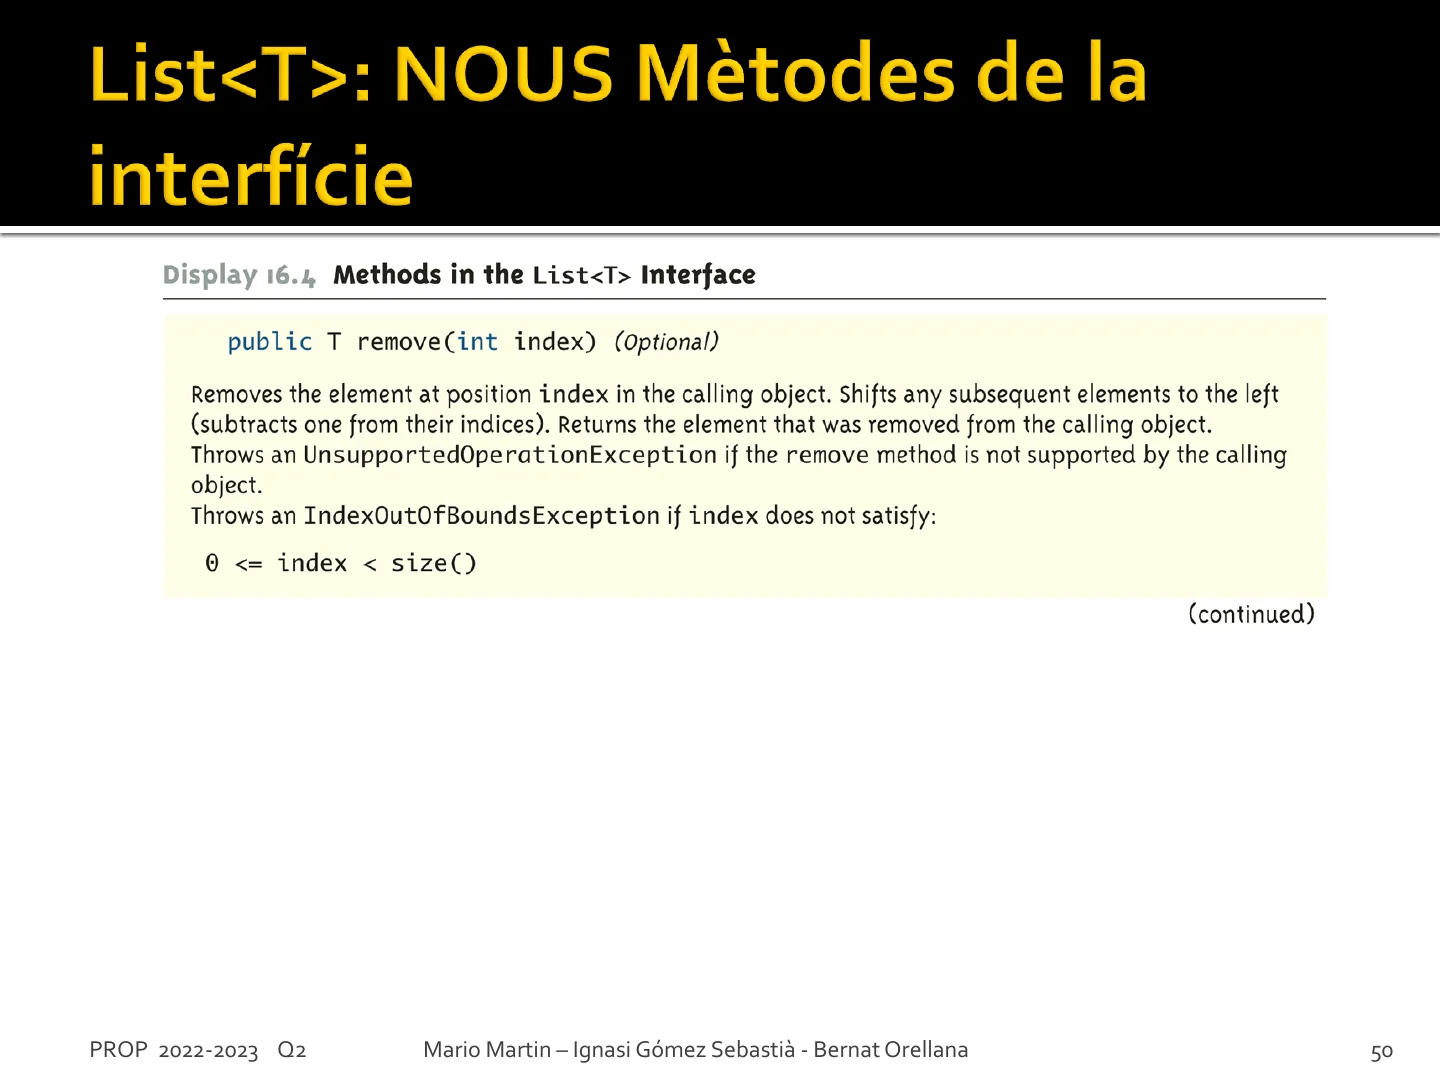 List<T>: NOUS Mètodes de la
interfície
Display 16.4 Methods in the List<T> Interface
public T remove(int index) (Optional)
Removes the element at position index in the calling object. Shifts any subsequent elements to the left
(subtracts one from their indices). Returns the element that was removed from the calling object.
Throws an UnsupportedOperationException if the remove method is not supported by the calling
object.
Throws an IndexOutOfBoundsException if index does not satisfy:
0 <= index < size()
(continued)
PROP 2022-2023 Q2 Mario Martin – Ignasi Gómez Sebastià - Bernat Orellana 50